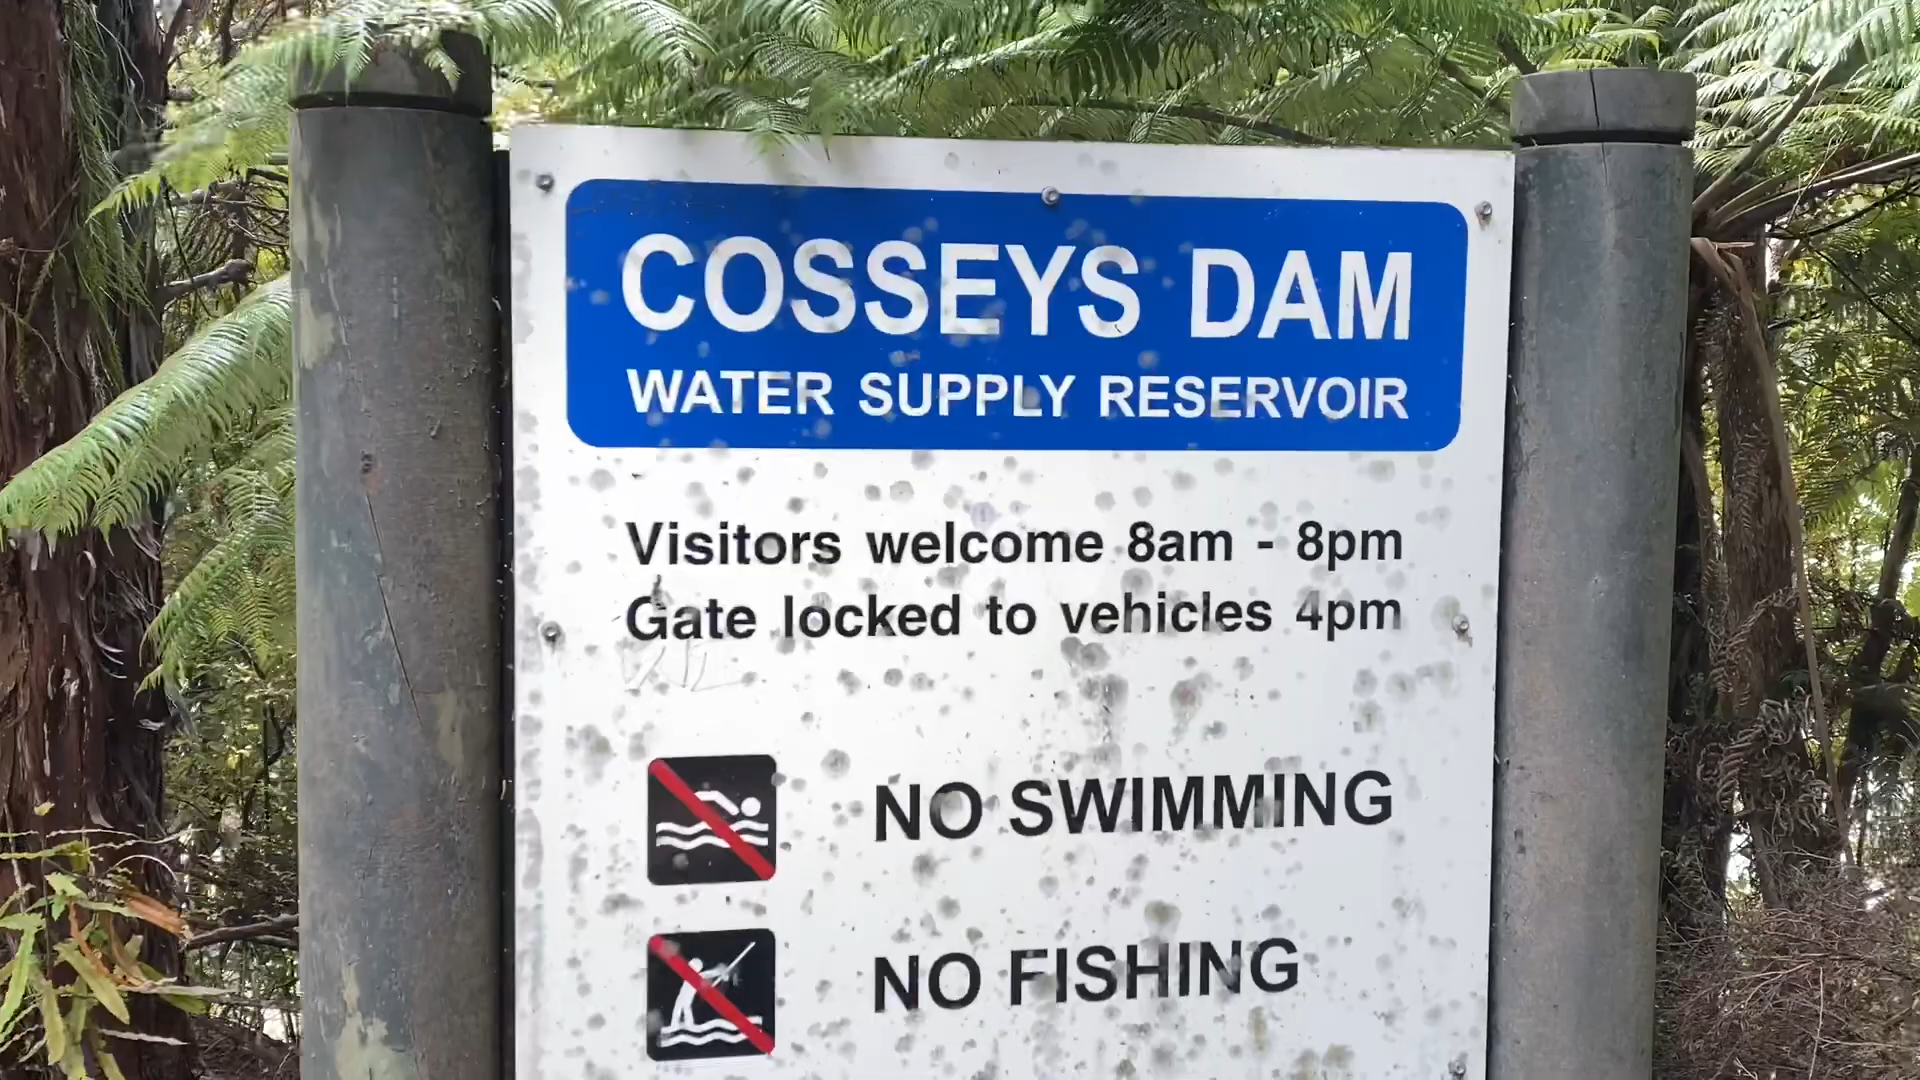 COSSEYS DAM
WATER SUPPLY RESERVOIR
Visitors welcome 8am - 8pm
Gate locked to vehicles 4pm
NO SWIMMING
NO FISHING